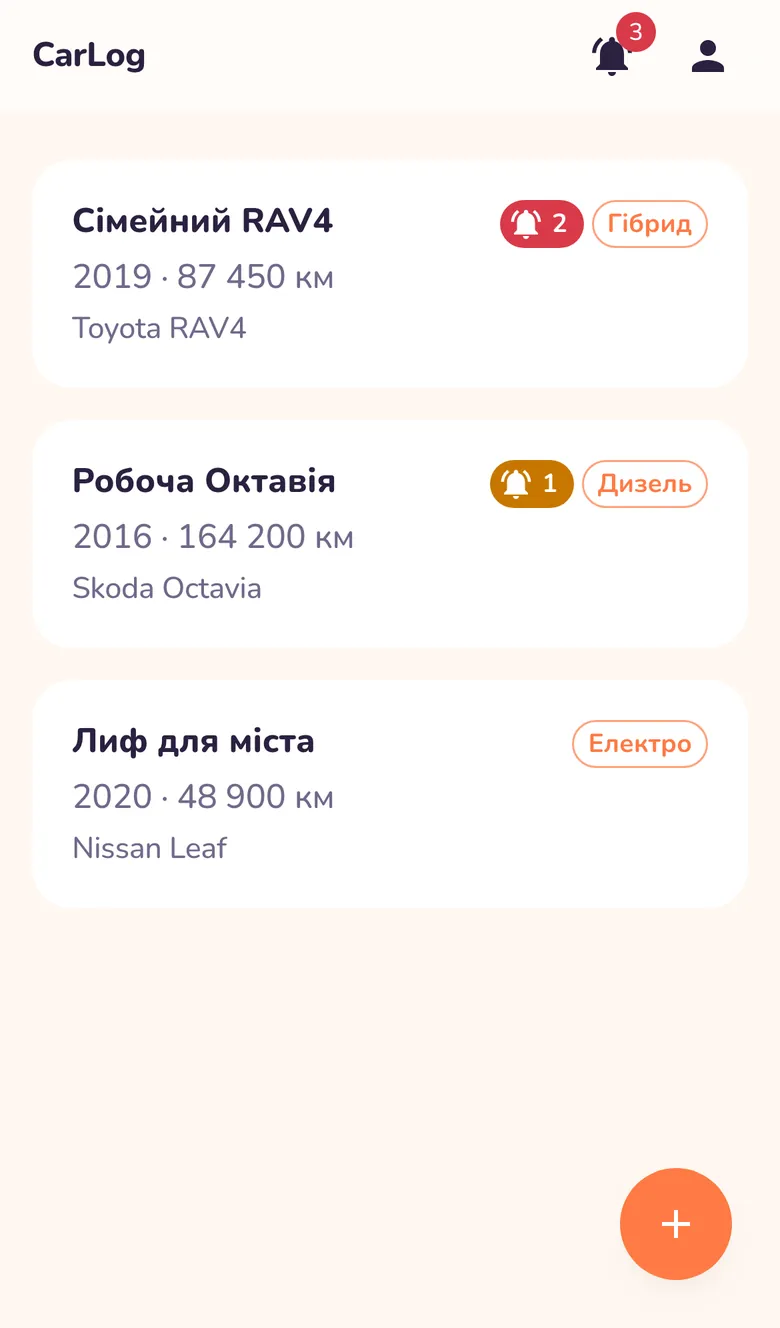 CarLog
3
Сімейний RAV4
2
Гібрид
2019 · 87 450 км
Toyota RAV4
Робоча Октавія
1
Дизель
2016 · 164 200 км
Skoda Octavia
Лиф для міста
Електро
2020 · 48 900 км
Nissan Leaf
+